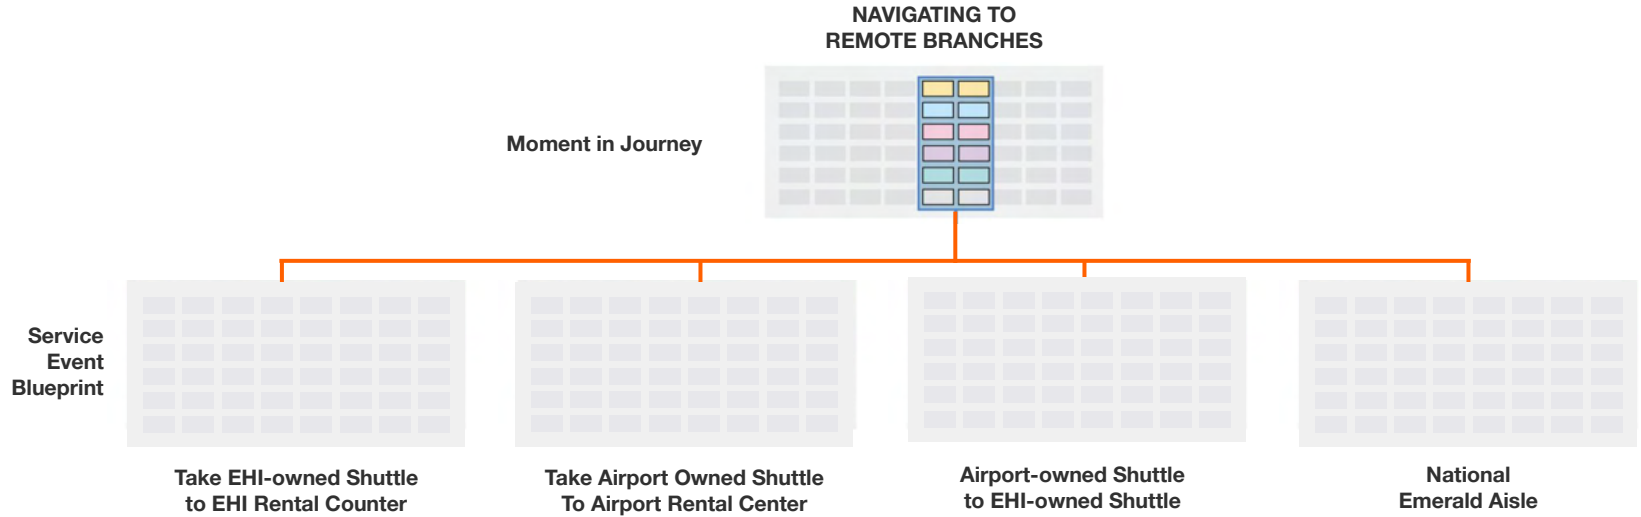 NAVIGATING TO
REMOTE BRANCHES
Moment in Journey
Service
Event
Blueprint
Take EHI-owned Shuttle
to EHI Rental Counter
Take Airport Owned Shuttle
To Airport Rental Center
Airport-owned Shuttle
to EHI-owned Shuttle
National
Emerald Aisle